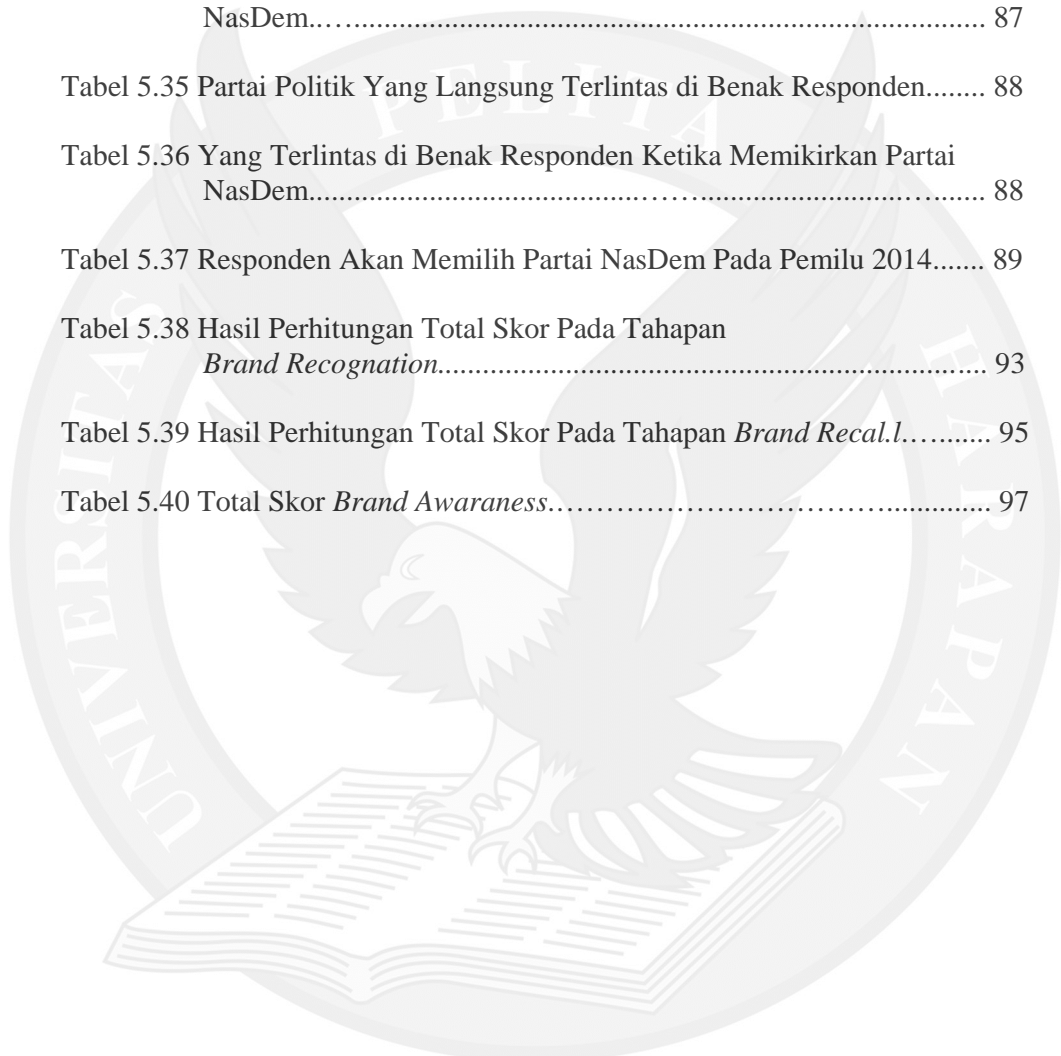 NasDem..…........................................................................... 87
Tabel 5.35 Partai Politik Yang Langsung Terlintas di Benak Responden........ 88
Tabel 5.36 Yang Terlintas di Benak Responden Ketika Memikirkan Partai
NasDem.......................................…….............................…....... 88
Tabel 5.37 Responden Akan Memilih Partai NasDem Pada Pemilu 2014....... 89
Tabel 5.38 Hasil Perhitungan Total Skor Pada Tahapan
Brand Recognation............................................................….... 93
Tabel 5.39 Hasil Perhitungan Total Skor Pada Tahapan Brand Recal.l…....... 95
Tabel 5.40 Total Skor Brand Awaraness.……………………………............. 97
UNIVERSITAS PELITA HARAPAN